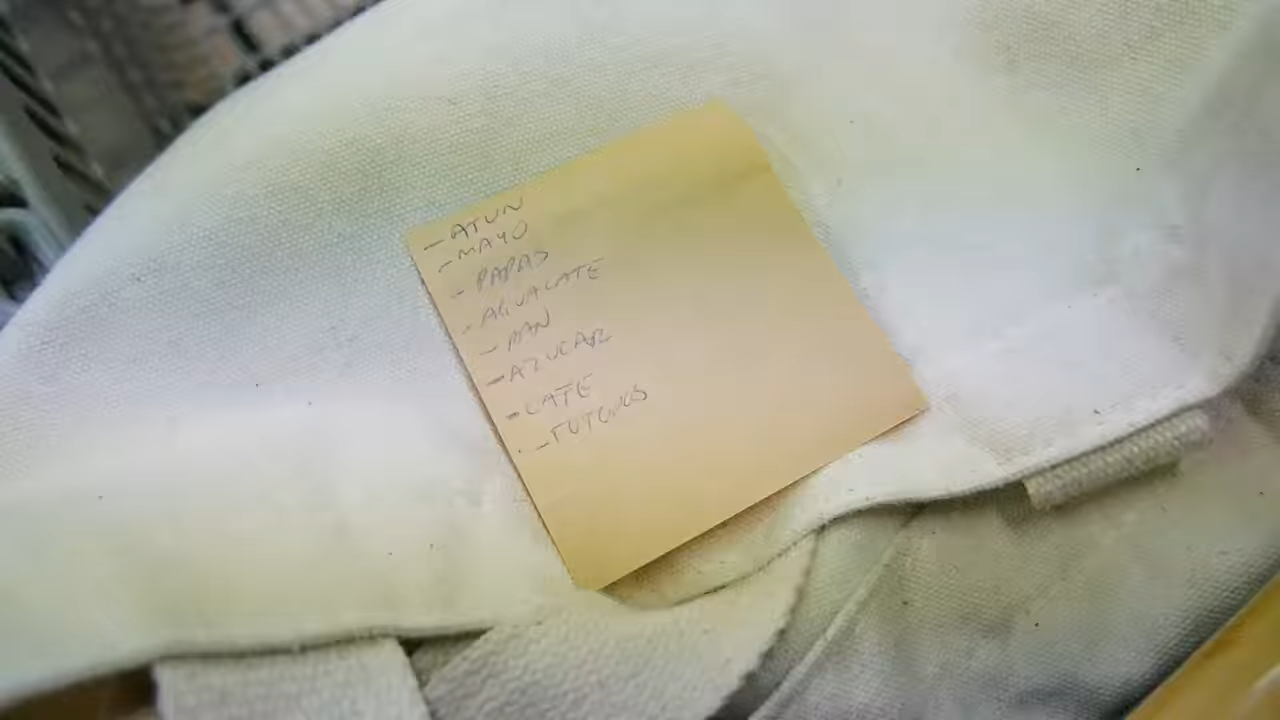 - ATUN
- MAYO
- PAPAS
- AGUACATE
- PAN
- AZUCAR
- CAFE